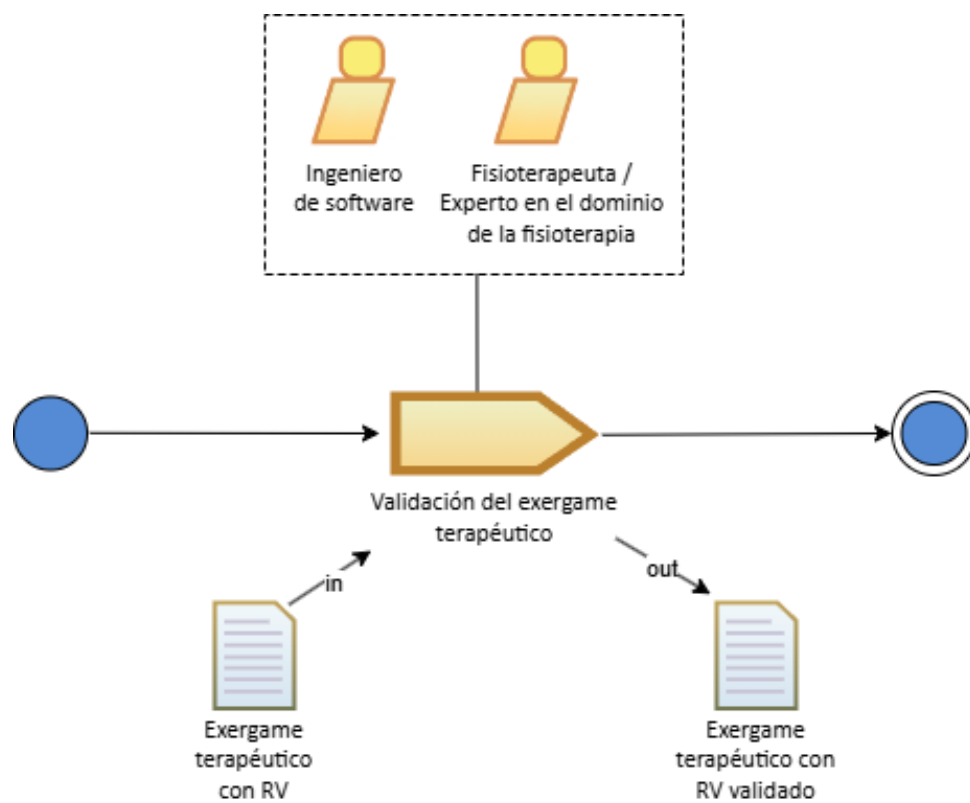 Ingeniero
de software
Fisioterapeuta /
Experto en el dominio
de la fisioterapia
Validación del exergame
terapéutico
in
out
Exergame
terapéutico
con RV
Exergame
terapéutico con
RV validado